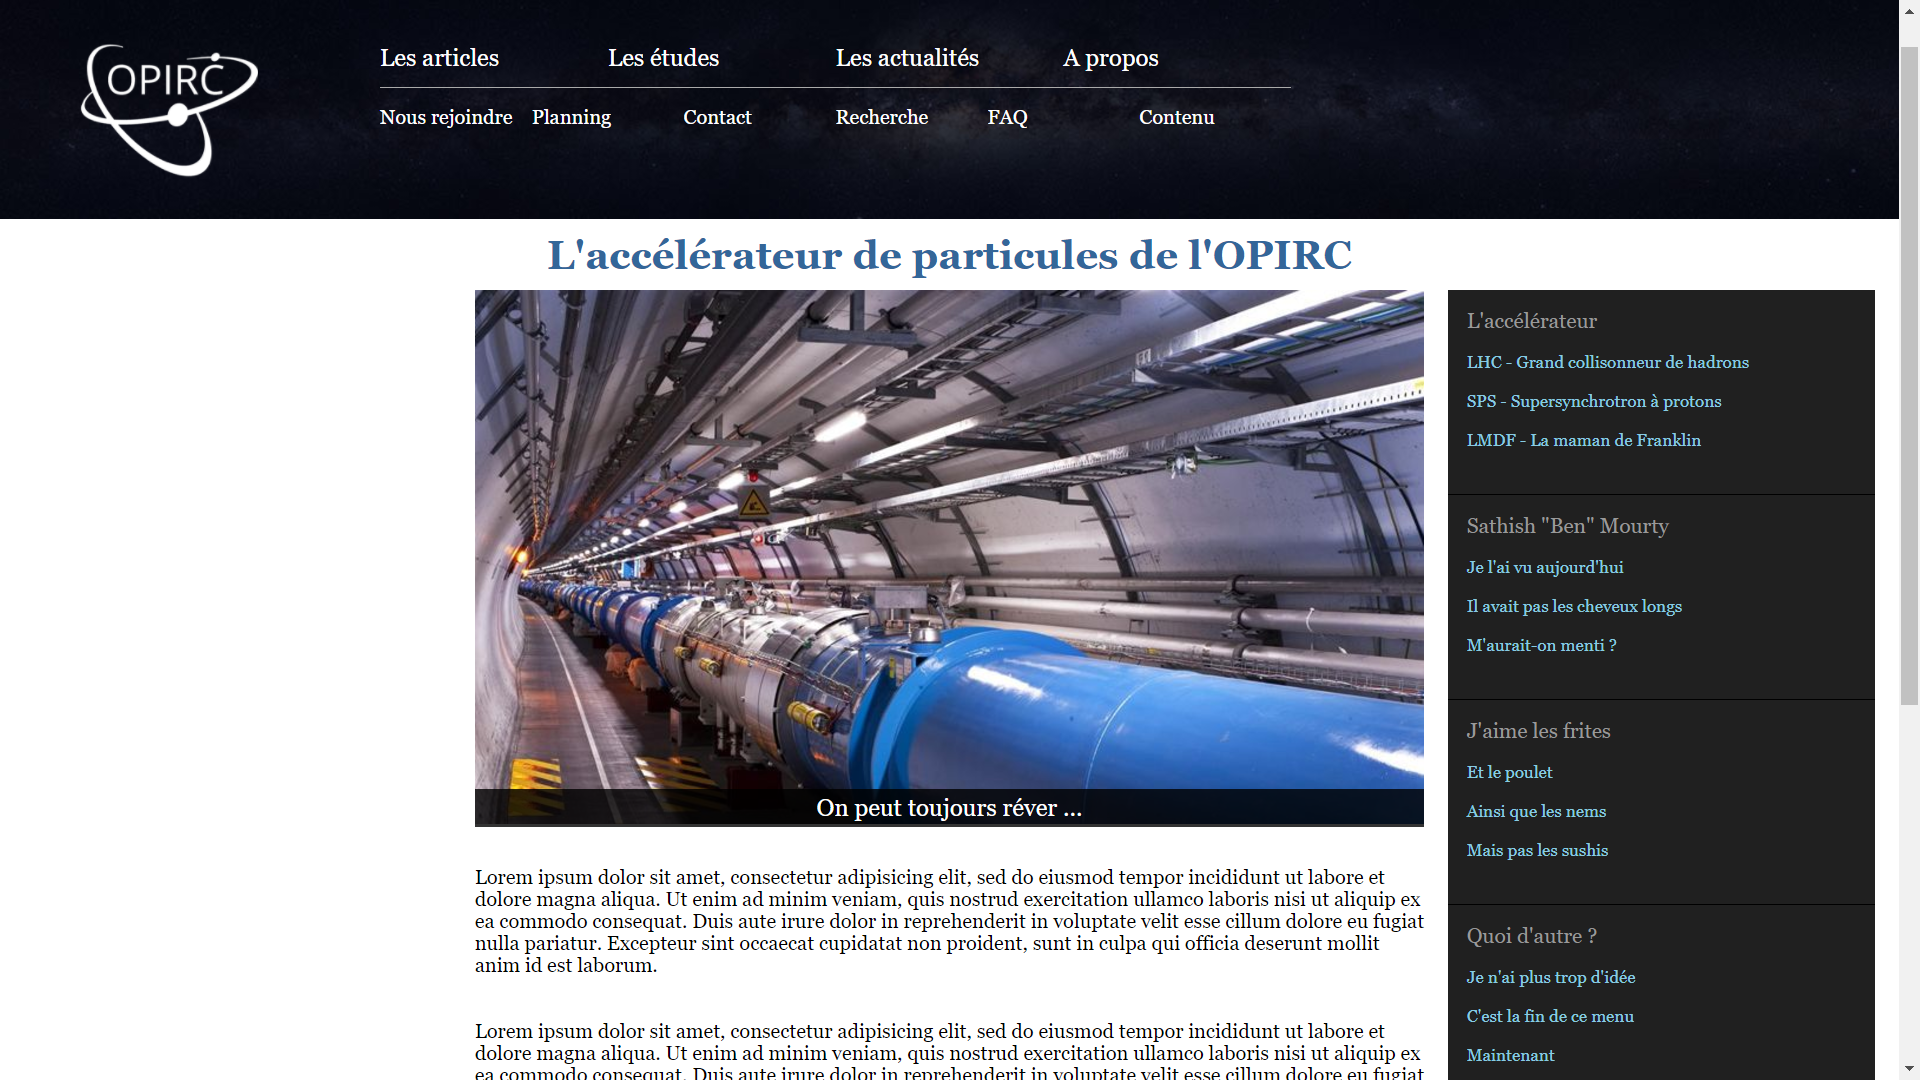 OPIRC
Les articles Les études Les actualités A propos
Nous rejoindre Planning Contact Recherche FAQ Contenu
L'accélérateur de particules de l'OPIRC
On peut toujours réver ...
Lorem ipsum dolor sit amet, consectetur adipisicing elit, sed do eiusmod tempor incididunt ut labore et
dolore magna aliqua. Ut enim ad minim veniam, quis nostrud exercitation ullamco laboris nisi ut aliquip ex
ea commodo consequat. Duis aute irure dolor in reprehenderit in voluptate velit esse cillum dolore eu fugiat
nulla pariatur. Excepteur sint occaecat cupidatat non proident, sunt in culpa qui officia deserunt mollit
anim id est laborum.
Lorem ipsum dolor sit amet, consectetur adipisicing elit, sed do eiusmod tempor incididunt ut labore et
dolore magna aliqua. Ut enim ad minim veniam, quis nostrud exercitation ullamco laboris nisi ut aliquip ex
ea commodo consequat. Duis aute irure dolor in reprehenderit in voluptate velit esse cillum dolore eu fugiat
L'accélérateur
LHC - Grand collisonneur de hadrons
SPS - Supersynchrotron à protons
LMDF - La maman de Franklin
Sathish "Ben" Mourty
Je l'ai vu aujourd'hui
Il avait pas les cheveux longs
M'aurait-on menti ?
J'aime les frites
Et le poulet
Ainsi que les nems
Mais pas les sushis
Quoi d'autre ?
Je n'ai plus trop d'idée
C'est la fin de ce menu
Maintenant